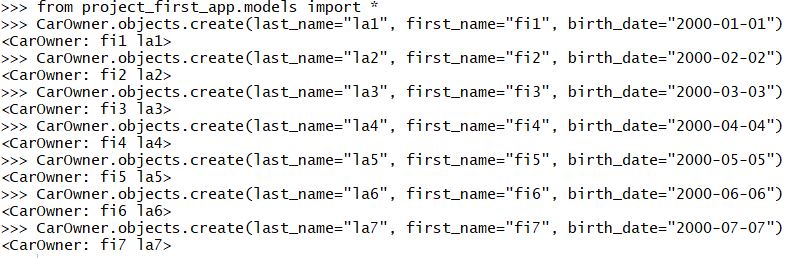 >>> from project_first_app.models import *
>>> CarOwner.objects.create(last_name="la1", first_name="fi1", birth_date="2000-01-01")
<CarOwner: fi1 la1>
>>> CarOwner.objects.create(last_name="la2", first_name="fi2", birth_date="2000-02-02")
<CarOwner: fi2 la2>
>>> CarOwner.objects.create(last_name="la3", first_name="fi3", birth_date="2000-03-03")
<CarOwner: fi3 la3>
>>> CarOwner.objects.create(last_name="la4", first_name="fi4", birth_date="2000-04-04")
<CarOwner: fi4 la4>
>>> CarOwner.objects.create(last_name="la5", first_name="fi5", birth_date="2000-05-05")
<CarOwner: fi5 la5>
>>> CarOwner.objects.create(last_name="la6", first_name="fi6", birth_date="2000-06-06")
<CarOwner: fi6 la6>
>>> CarOwner.objects.create(last_name="la7", first_name="fi7", birth_date="2000-07-07")
<CarOwner: fi7 la7>